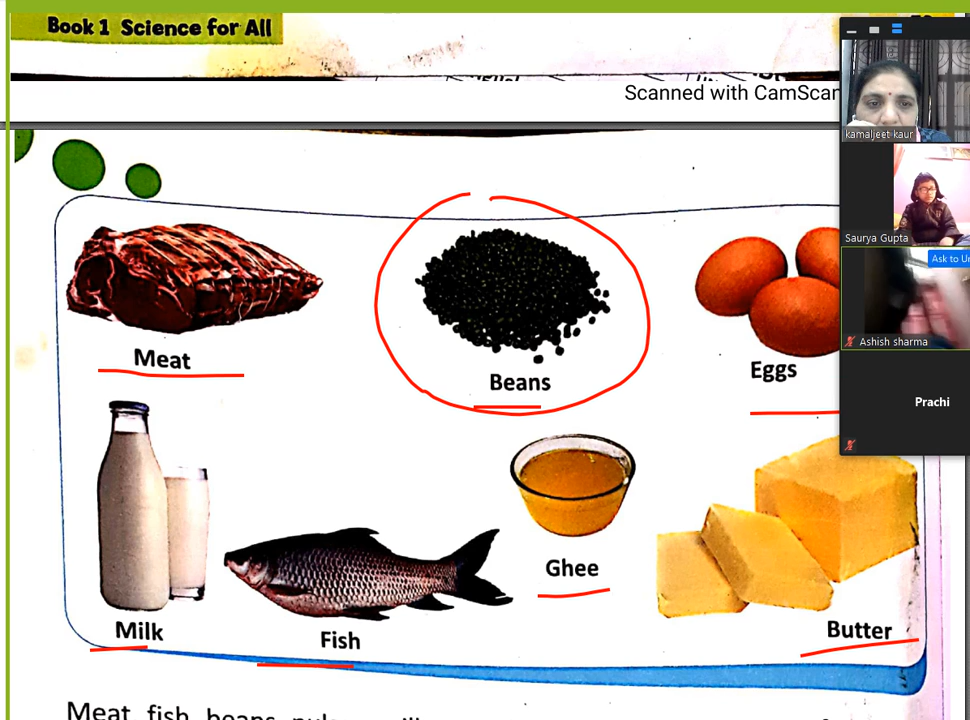 Book 1 Science for All
Scanned with CamScan
kamaljeet kaur
Saurya Gupta
Ask to Un
Ashish sharma
Prachi
Meat
Beans
Eggs
Milk
Fish
Ghee
Butter
Meat, fish, beans,